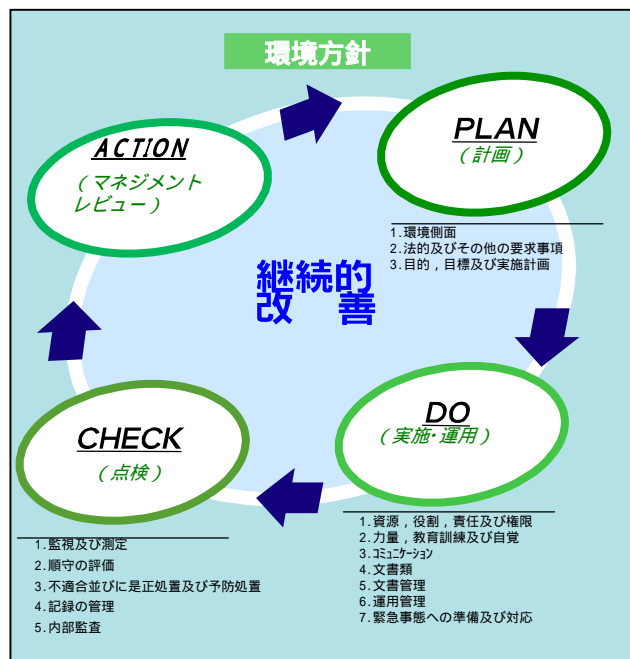 環境方針
PLAN
(計画)
1.環境側面
2.法的及びその他の要求事項
3.目的,目標及び実施計画
DO
(実施・運用)
1.資源,役割,責任及び権限
2.力量,教育訓練及び自覚
3.コミュニケーション
4.文書類
5.文書管理
6.運用管理
7.緊急事態への準備及び対応
CHECK
(点検)
1.監視及び測定
2.順守の評価
3.不適合並びに是正処置及び予防処置
4.記録の管理
5.内部監査
ACTION
(マネジメント
レビュー)
継続的
改 善